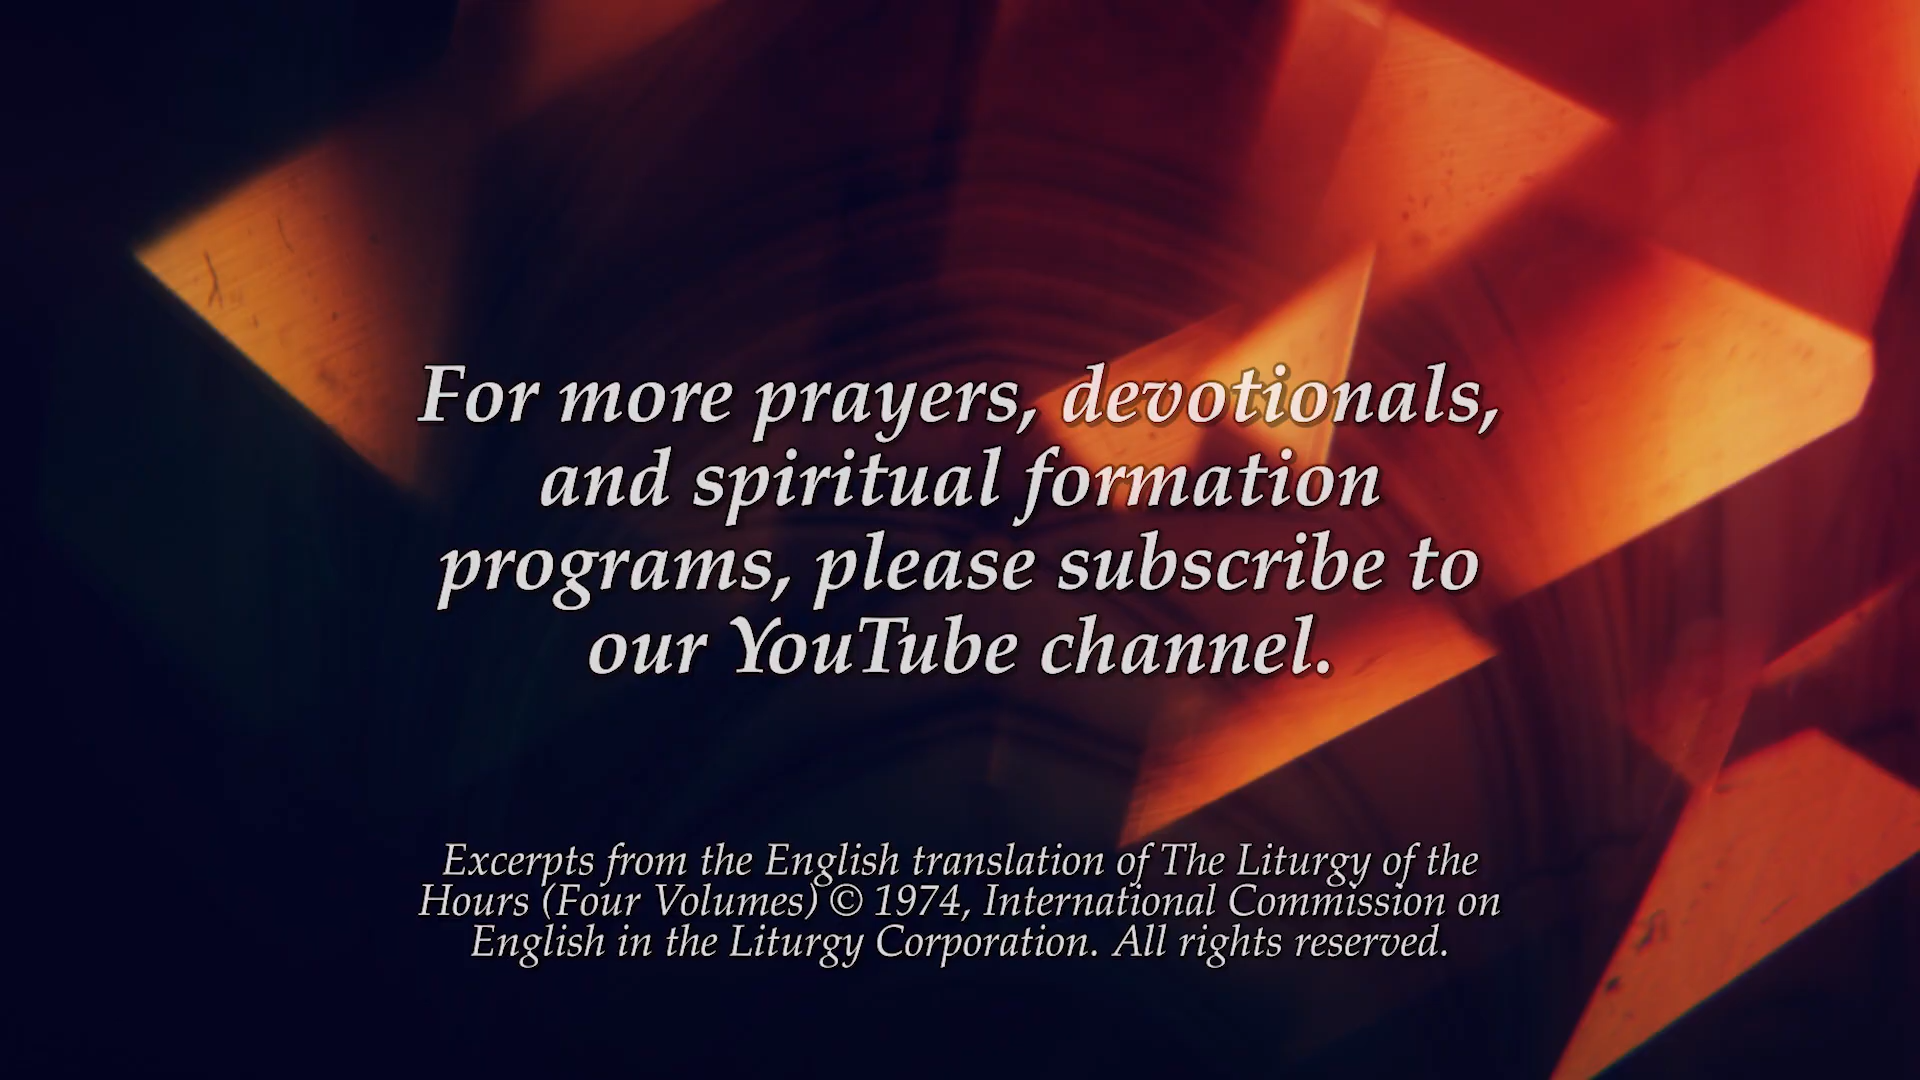 For more prayers, devotionals,
and spiritual formation
programs, please subscribe to
our YouTube channel.
Excerpts from the English translation of The Liturgy of the
Hours (Four Volumes) © 1974, International Commission on
English in the Liturgy Corporation. All rights reserved.